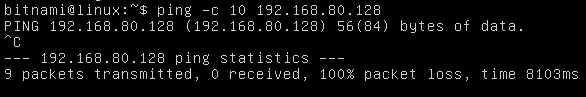 bitnami@linux:~$ ping -c 10 192.168.80.128
PING 192.168.80.128 (192.168.80.128) 56(84) bytes of data.
^C
--- 192.168.80.128 ping statistics ---
9 packets transmitted, 0 received, 100% packet loss, time 8103ms